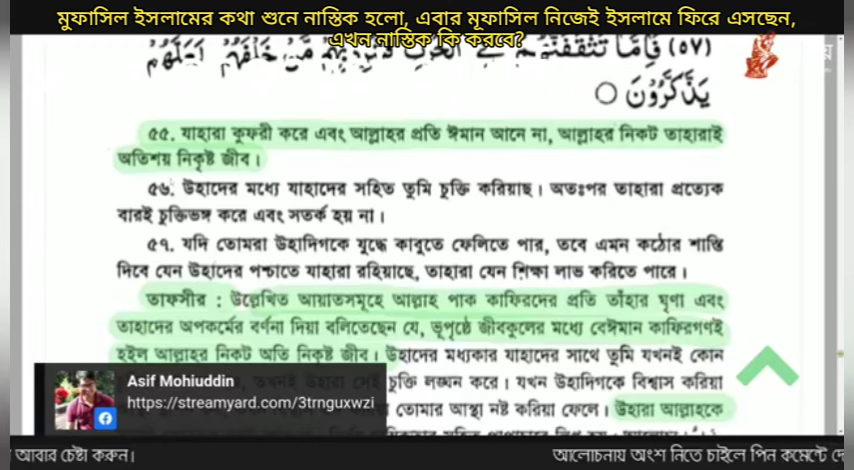 মুফাসিল ইসলামের কথা শুনে নাস্তিক হলো, এবার মূফাসিল নিজেই ইসলামে ফিরে এসছেন,
এখন নাস্তিক কি করবে?
(٥٧) فَإِمَّا تَثْقَفَنَّهُمْ فِي الْحَرْبِ فَشَرِّدْ بِهِمْ مَّنْ خَلْفَهُمْ لَعَلَّهُمْ
يَذَّكَّرُوْنَ ○
৫৫. যাহারা কুফরী করে এবং আল্লাহর প্রতি ঈমান আনে না, আল্লাহর নিকট তাহারাই
অতিশয় নিকৃষ্ট জীব।
৫৬. উহাদের মধ্যে যাহাদের সহিত তুমি চুক্তি করিয়াছ। অতঃপর তাহারা প্রত্যেক
বারই চুক্তিভঙ্গ করে এবং সতর্ক হয় না।
৫৭. যদি তোমরা উহাদিগকে যুদ্ধে কাবুতে ফেলিতে পার, তবে এমন কঠোর শাস্তি
দিবে যেন উহাদের পশ্চাতে যাহারা রহিয়াছে, তাহারা যেন শিক্ষা লাভ করিতে পারে।
তাফসীর : উল্লেখিত আয়াতসমূহে আল্লাহ পাক কাফিরদের প্রতি তাঁহার ঘৃণা এবং
তাহাদের অপকর্মের বর্ণনা দিয়া বলিতেছেন যে, ভূপৃষ্ঠে জীবকুলের মধ্যে বেঈমান কাফিরগণই
হইল আল্লাহর নিকট অতি নিকৃষ্ট জীব। উহাদের মধ্যকার যাহাদের সাথে তুমি যখনই কোন
চুক্তি লঙ্ঘন করে। যখন উহাদিগকে বিশ্বাস করিয়া
তোমার আস্থা নষ্ট করিয়া ফেলে। উহারা আল্লাহকে
Asif Mohiuddin
https://streamyard.com/3trnguxwzi
আবার চেষ্টা করুন। আলোচনায় অংশ নিতে চাইলে পিন কমেন্টে দে